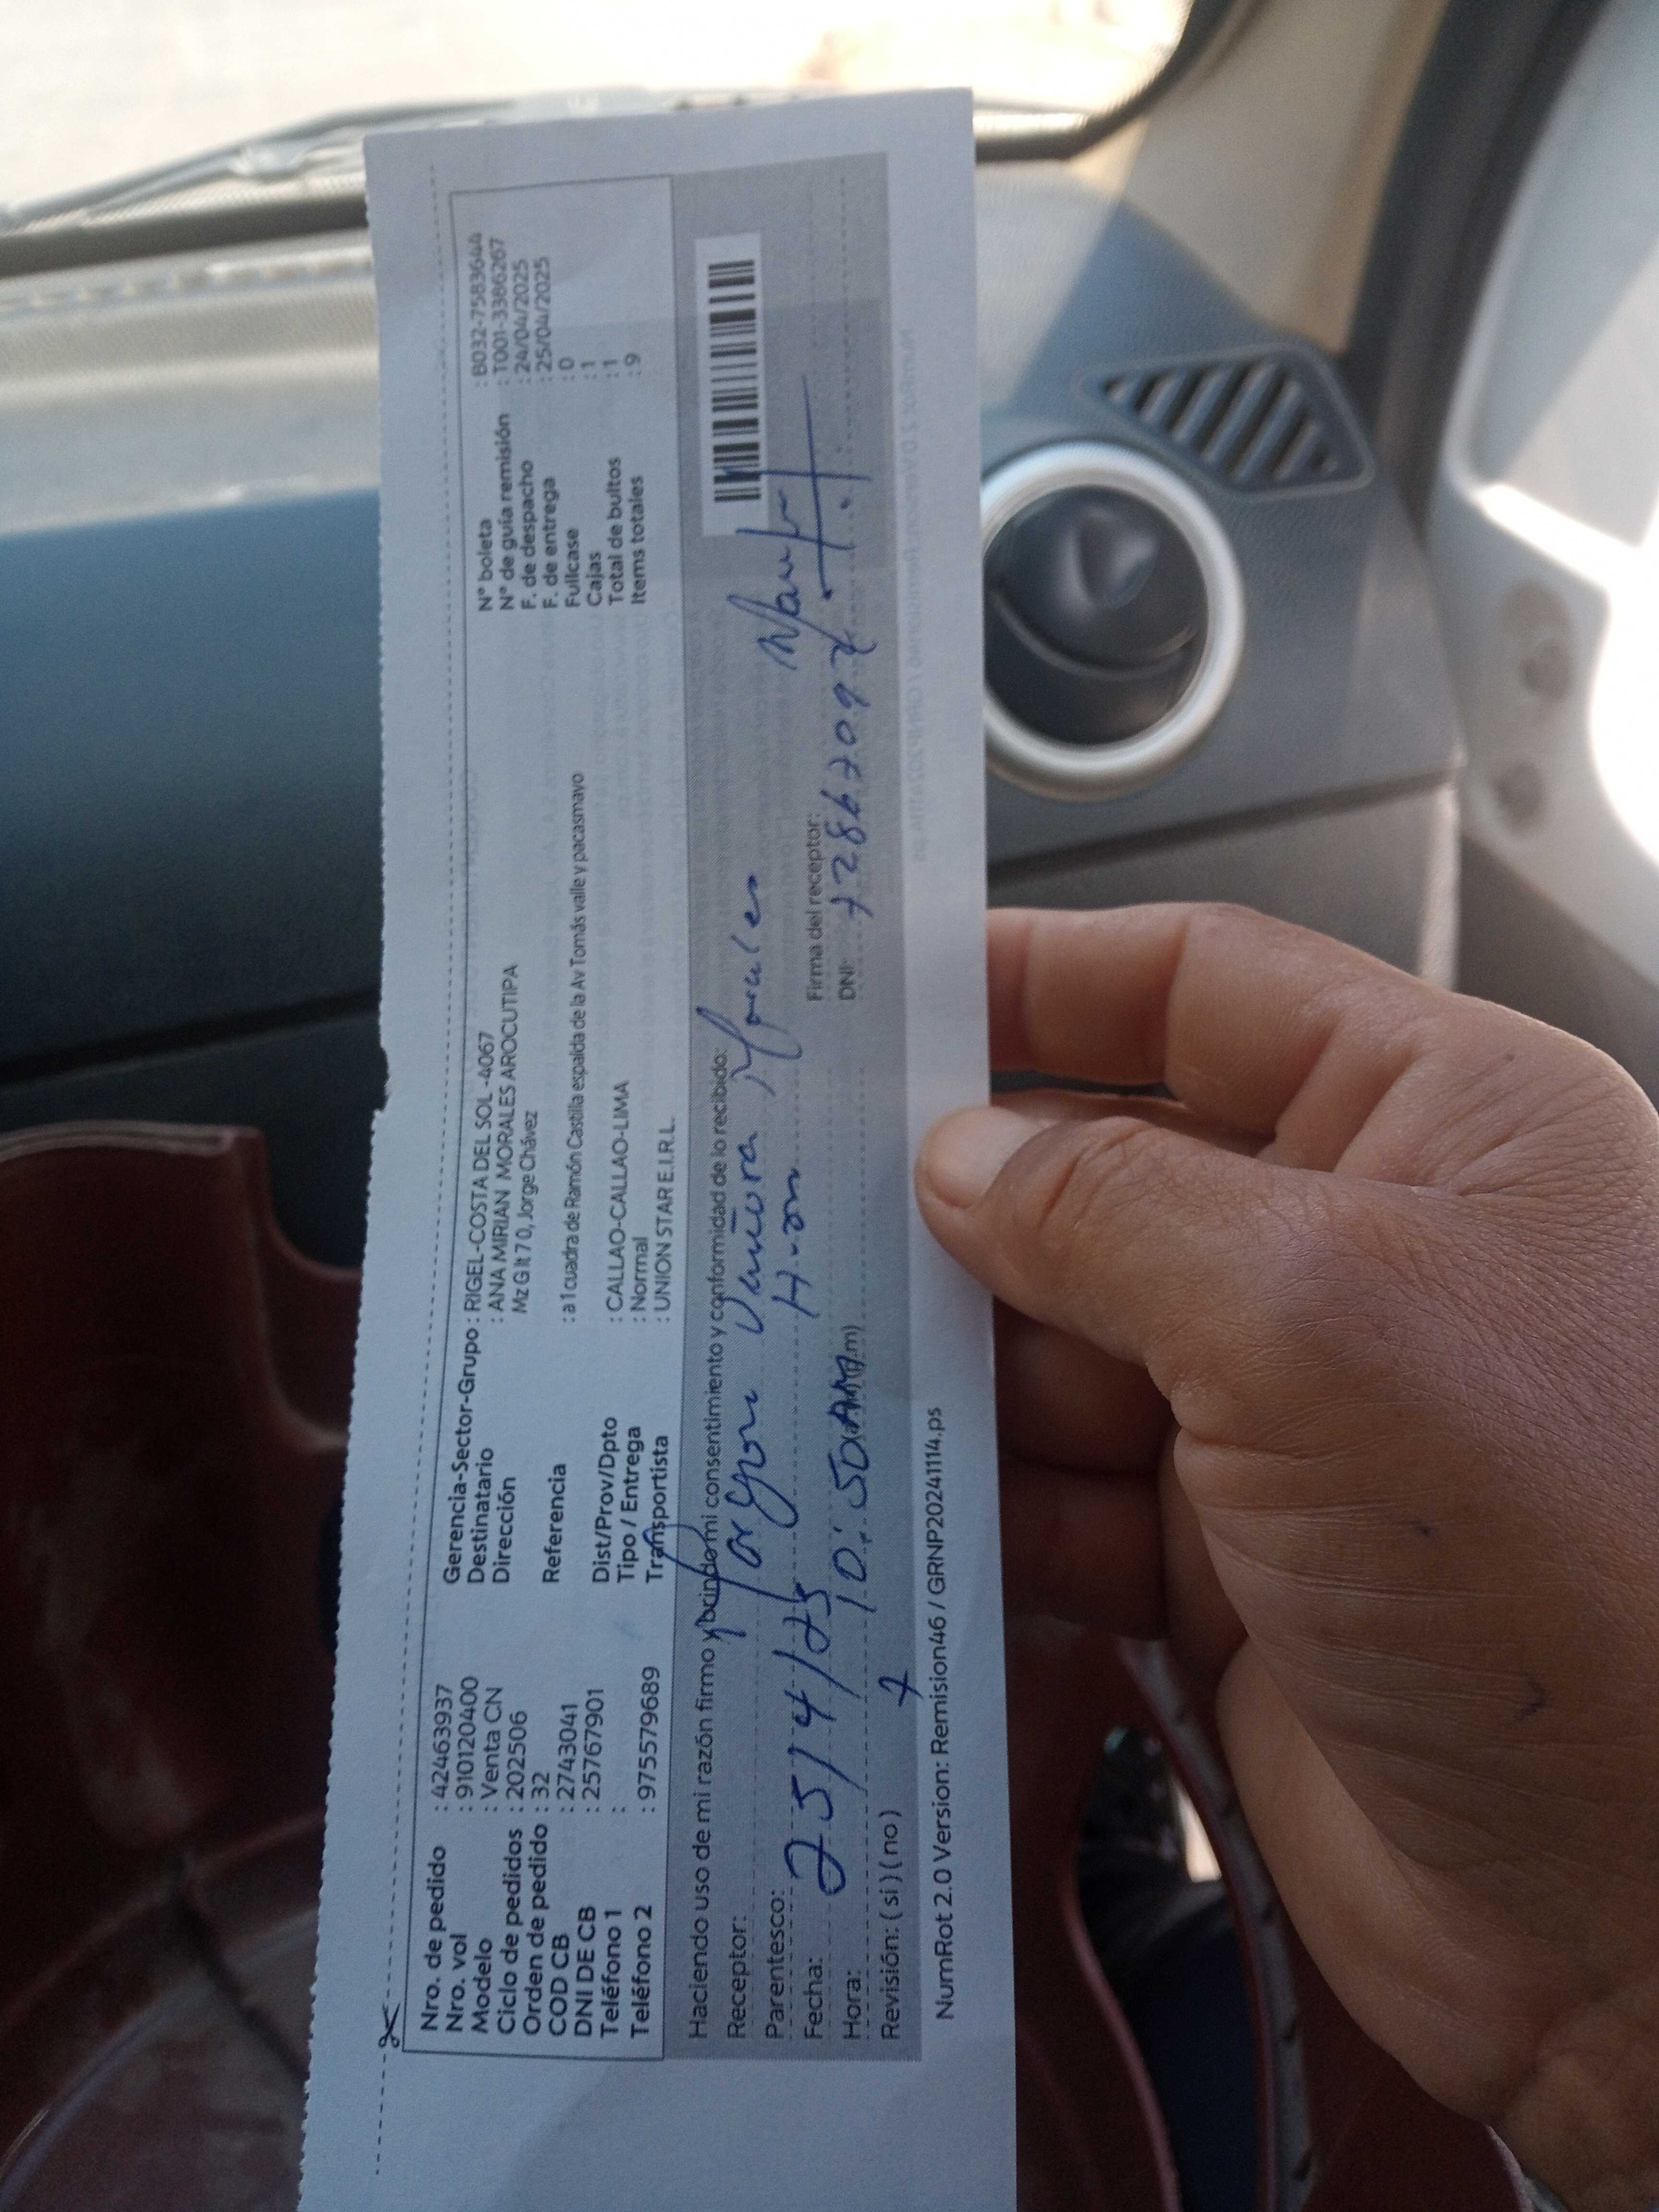 Nro. de pedido : 42463937
Nro. vol : 910120400
Modelo : Venta CN
Ciclo de pedidos : 202506
Orden de pedido : 32
COD CB : 2743041
DNI DE CB : 25767901
Teléfono 1 :
Teléfono 2 : 975579689
Gerencia-Sector-Grupo : RIGEL-COSTA DEL SOL -4067
Destinatario : ANA MIRIAN MORALES AROCUTIPA
Dirección Mz G lt 7 0, Jorge Chávez
Referencia : a 1 cuadra de Ramón Castilla espalda de la Av Tomás valle y pacasmayo
Dist/Prov/Dpto : CALLAO-CALLAO-LIMA
Tipo / Entrega : Normal
Transportista : UNION STAR E.I.R.L.
N° boleta : B032-75833644
N° de guía remisión : T001-3386267
F. de despacho : 24/04/2025
F. de entrega : 25/04/2025
Fullcase : 0
Cajas : 1
Total de bultos : 1
Items totales : 9
Haciendo uso de mi razón firmo y brindo mi consentimiento y conformidad de lo recibido:
Receptor: Morales
Parentesco:
Firma del receptor:
Fecha: 25/4/25
DNI: 72867097
Hora: 10:50 AM
Revisión: ( si ) ( no )
NumRot 2.0 Version: Remision46 / GRNP20241114.ps